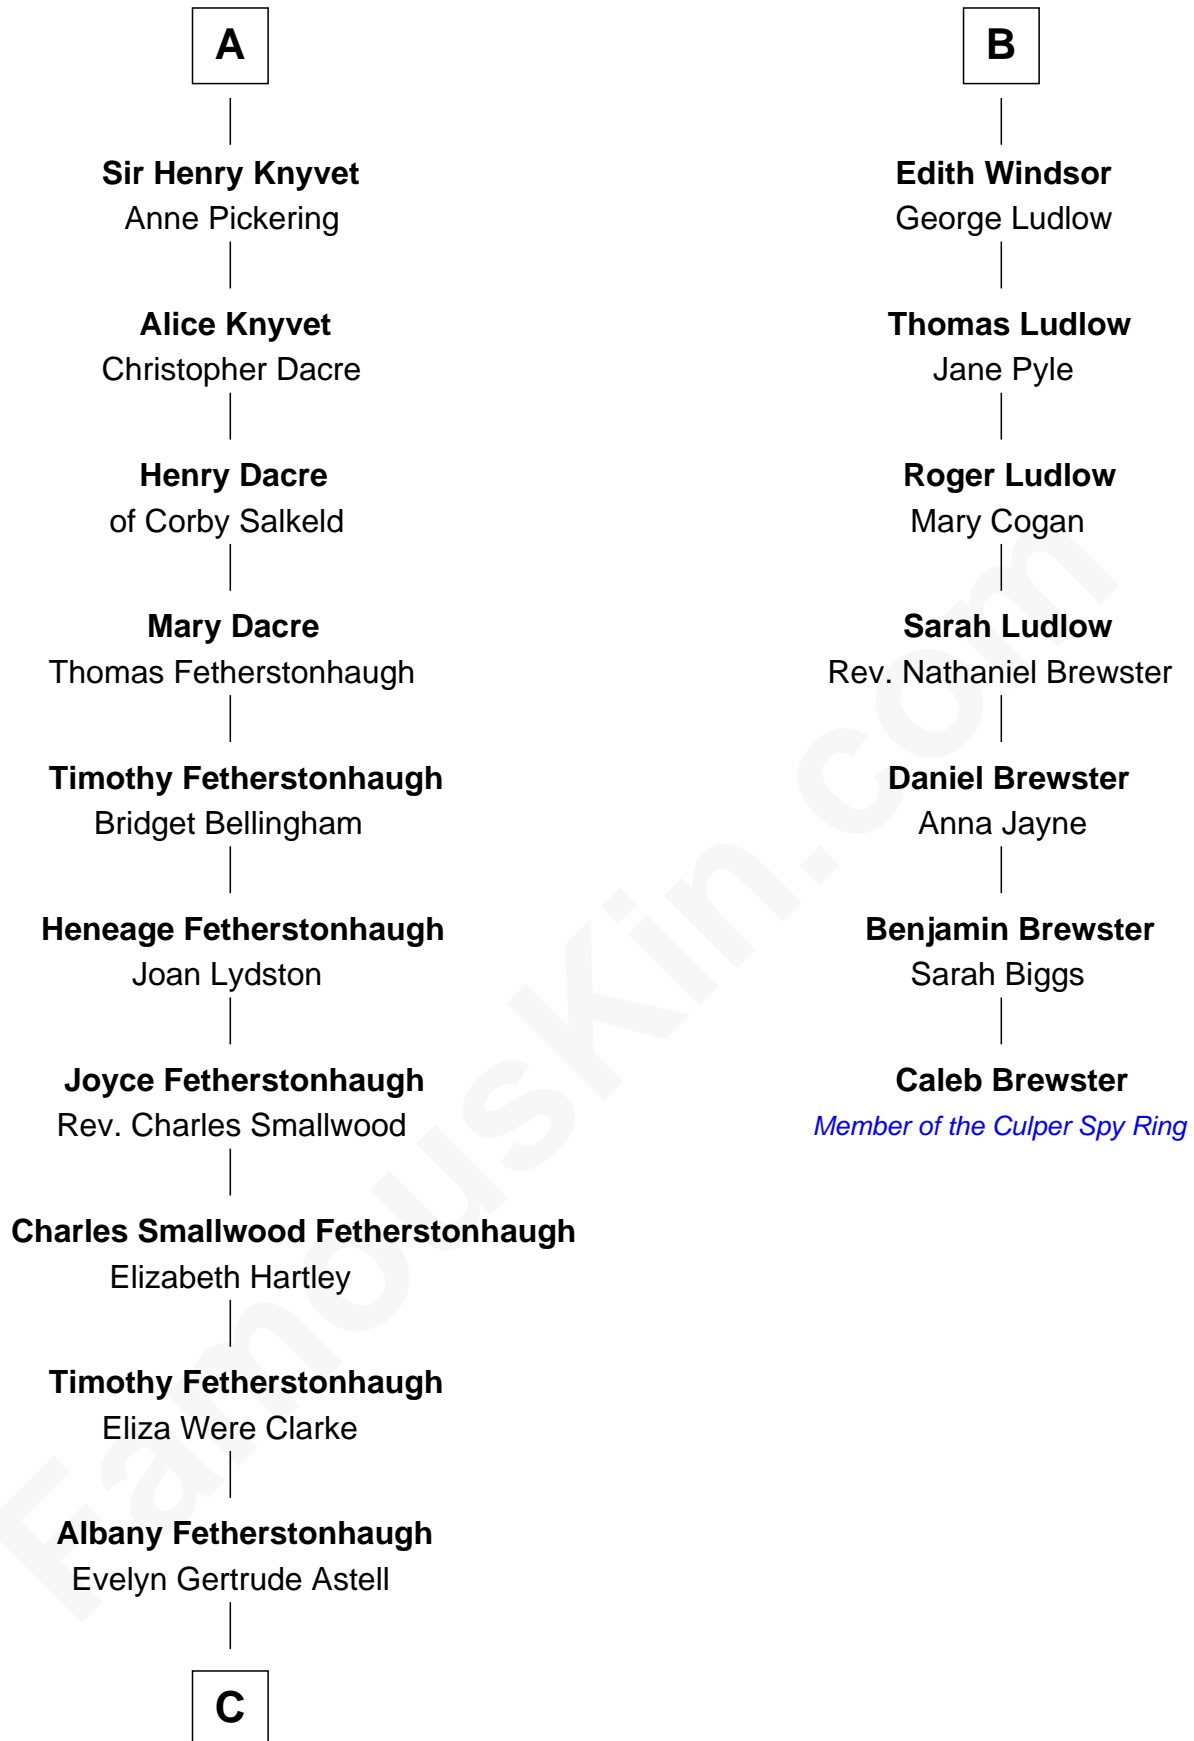 A
Sir Henry Knyvet
Anne Pickering
Alice Knyvet
Christopher Dacre
Henry Dacre
of Corby Salkeld
Mary Dacre
Thomas Fetherstonhaugh
Timothy Fetherstonhaugh
Bridget Bellingham
Heneage Fetherstonhaugh
Joan Lydston
Joyce Fetherstonhaugh
Rev. Charles Smallwood
Charles Smallwood Fetherstonhaugh
Elizabeth Hartley
Timothy Fetherstonhaugh
Eliza Were Clarke
Albany Fetherstonhaugh
Evelyn Gertrude Astell
C
B
Edith Windsor
George Ludlow
Thomas Ludlow
Jane Pyle
Roger Ludlow
Mary Cogan
Sarah Ludlow
Rev. Nathaniel Brewster
Daniel Brewster
Anna Jayne
Benjamin Brewster
Sarah Biggs
Caleb Brewster
Member of the Culper Spy Ring
FamousKin.com